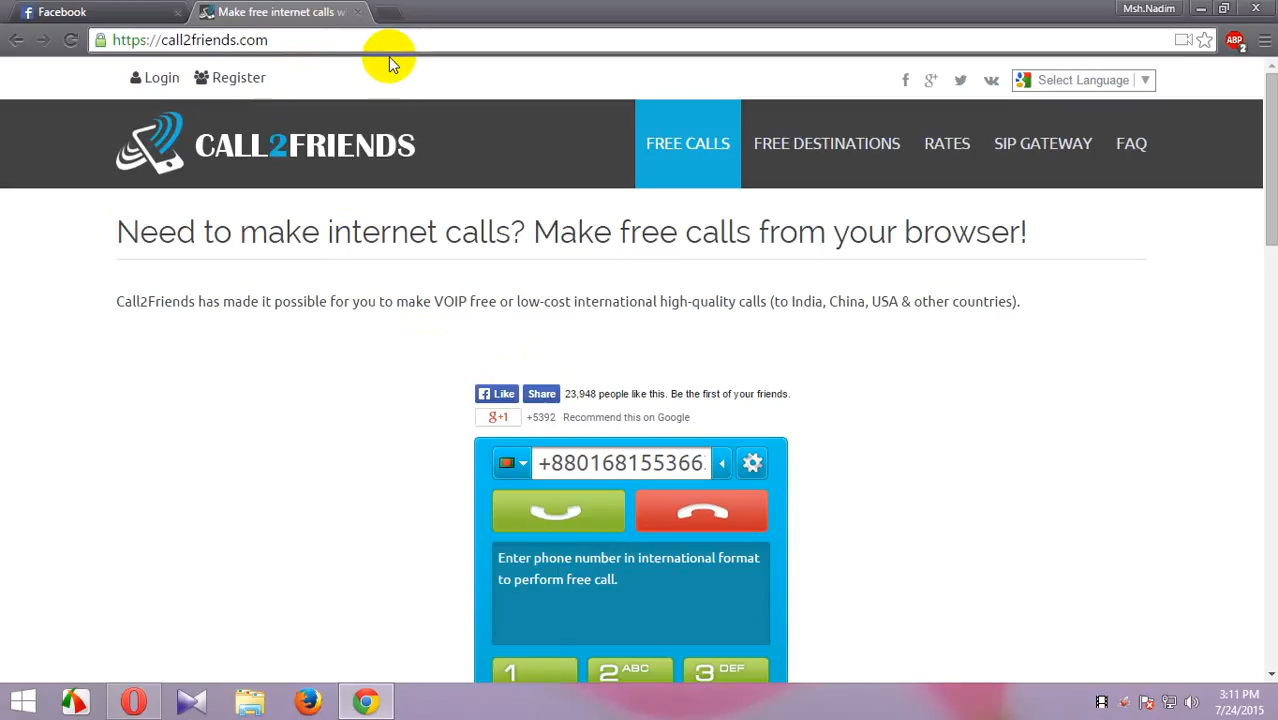 Facebook
Make free internet calls w
Msh.Nadim
https://call2friends.com
ABP
2
Login
Register
Select Language
CALL2FRIENDS
FREE CALLS
FREE DESTINATIONS
RATES
SIP GATEWAY
FAQ
Need to make internet calls? Make free calls from your browser!
Call2Friends has made it possible for you to make VOIP free or low-cost international high-quality calls (to India, China, USA & other countries).
Like
Share
23,948 people like this. Be the first of your friends.
g+1
+5392
Recommend this on Google
+880168155366
Enter phone number in international format
to perform free call.
1
2 ABC
3 DEF
3:11 PM
7/24/2015